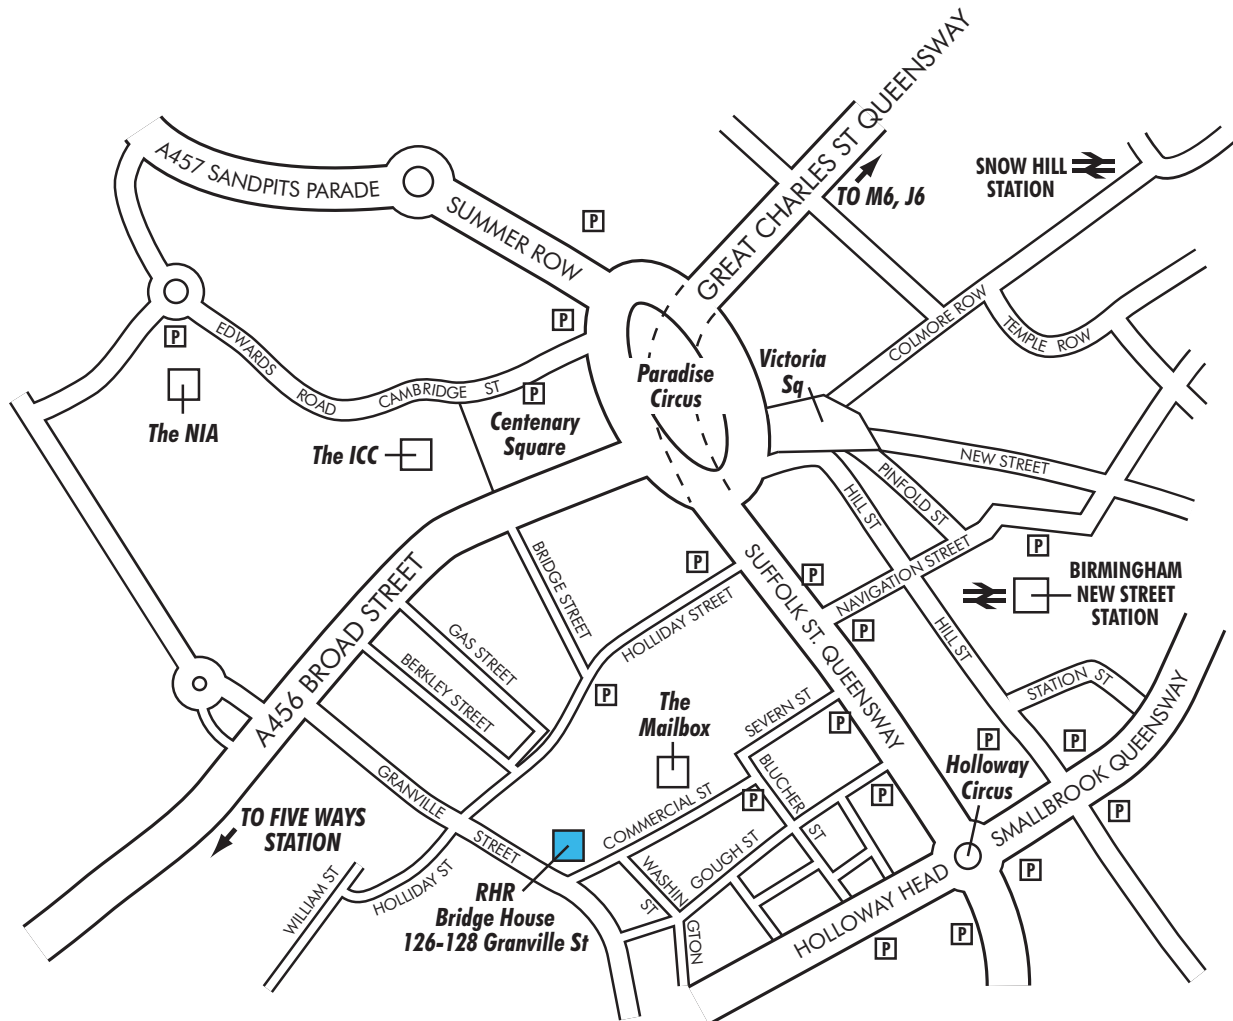 GREAT CHARLES ST QUEENSWAY
A457 SANDPITS PARADE
SNOW HILL
STATION
TO M6, J6
SUMMER ROW
P
P
P
EDWARDS
ROAD
CAMBRIDGE ST
P
COLMORE ROW
TEMPLE ROW
Victoria
Sq
Paradise
Circus
The NIA
The ICC
Centenary
Square
NEW STREET
PINFOLD ST
HILL ST
A456 BROAD STREET
BRIDGE STREET
P
SUFFOLK ST. QUEENSWAY
P
NAVIGATION STREET
P
BIRMINGHAM
NEW STREET
STATION
P
HOLLIDAY STREET
GAS STREET
BERKLEY STREET
HILL ST
STATION ST
P
The
Mailbox
SEVERN ST
P
P
P
Holloway
Circus
SMALLBROOK QUEENSWAY
BLUCHER
ST
P
P
P
GRANVILLE
STREET
TO FIVE WAYS
STATION
COMMERCIAL ST
GOUGH ST
WASHIN
GTON
ST
P
HOLLOWAY HEAD
WILLIAM ST
HOLLIDAY ST
RHR
Bridge House
126-128 Granville St
P
P